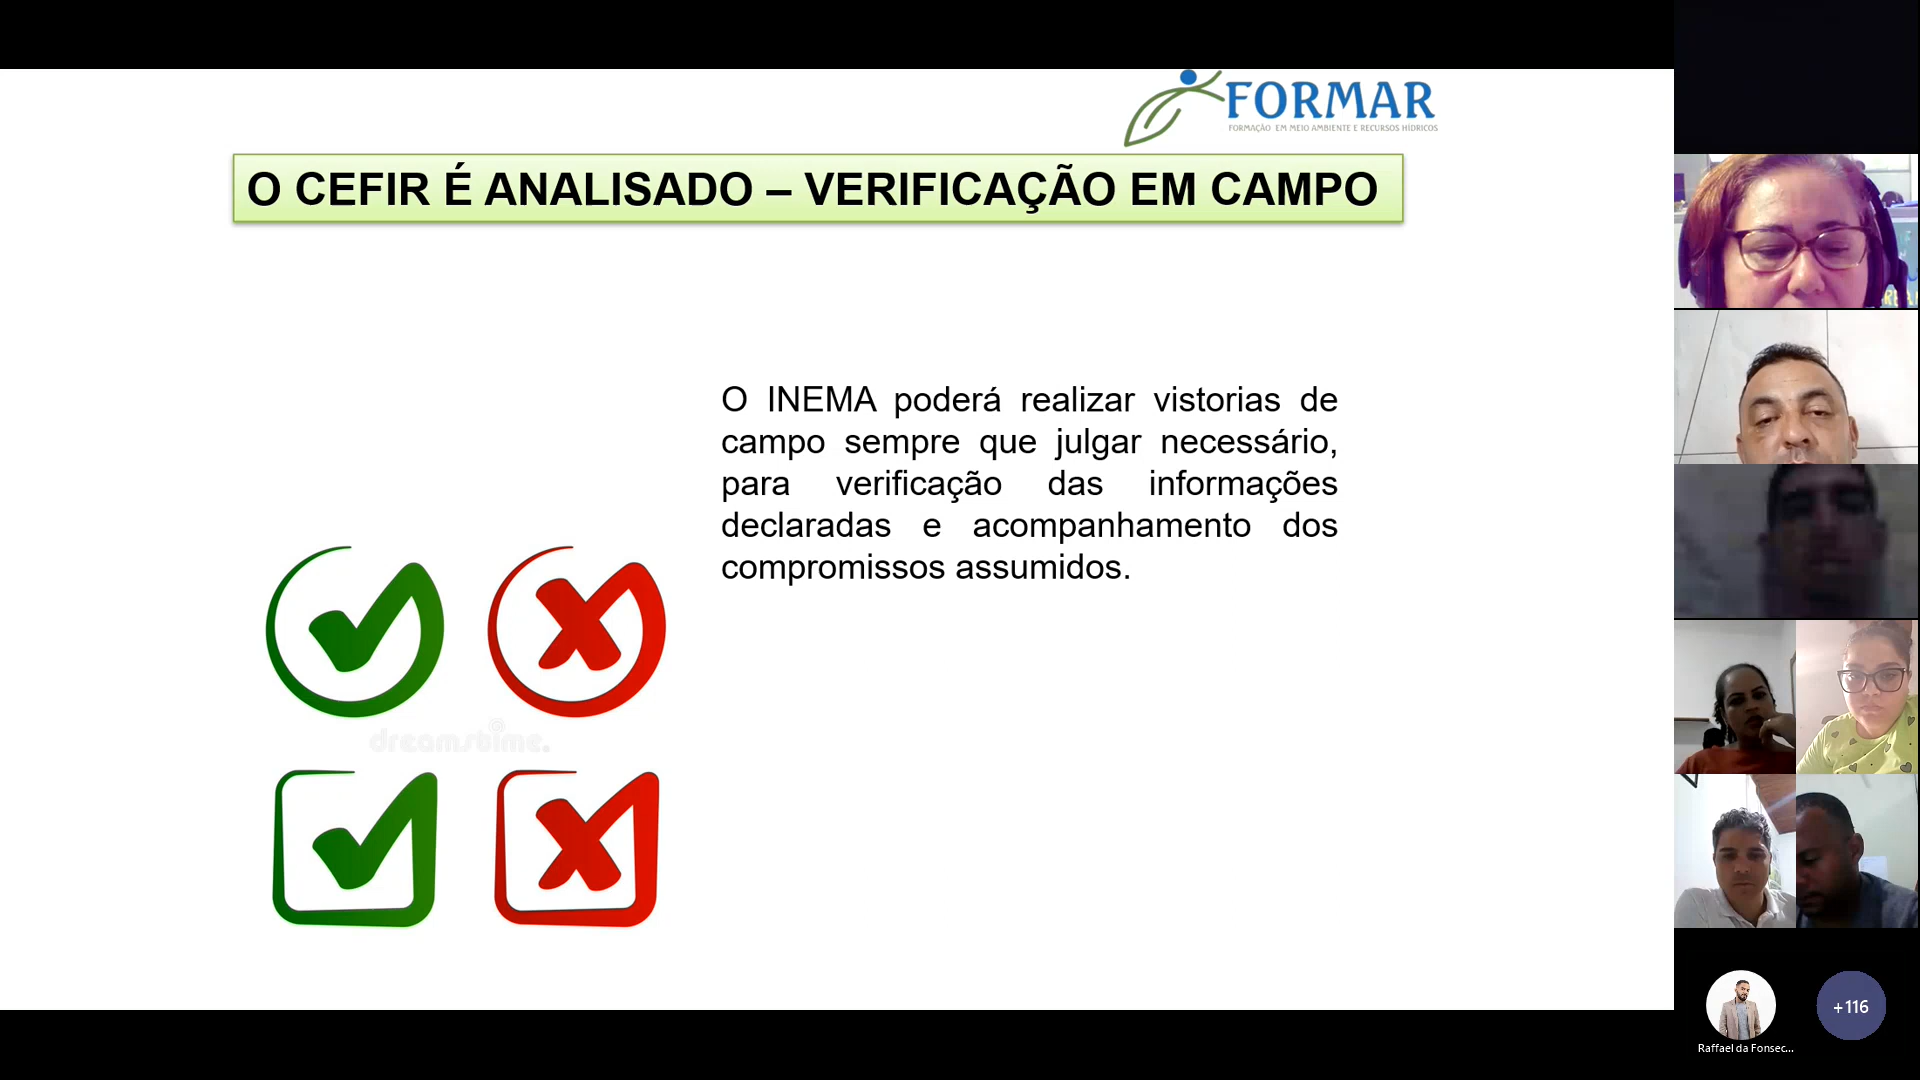 FORMAR
FORMAÇÃO EM MEIO AMBIENTE E RECURSOS HÍDRICOS
O CEFIR É ANALISADO – VERIFICAÇÃO EM CAMPO
O INEMA poderá realizar vistorias de
campo sempre que julgar necessário,
para verificação das informações
declaradas e acompanhamento dos
compromissos assumidos.
dreamstime.
+116
Raffael da Fonsec...